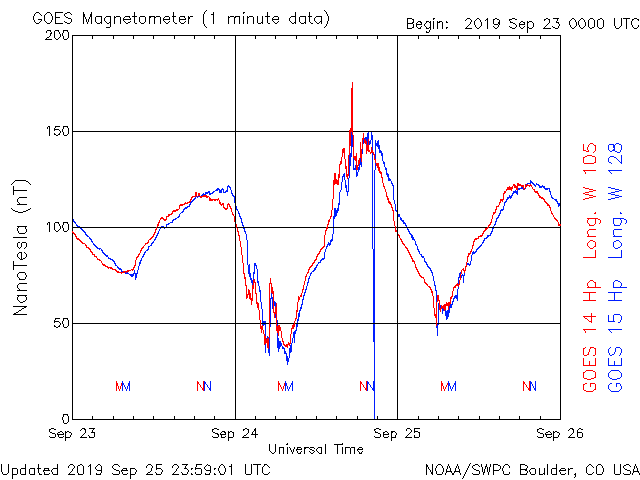 GOES Magnetometer (1 minute data)
Begin: 2019 Sep 23 0000 UTC
200
150
100
50
0
NanoTesla (nT)
MM NN MM NN MM NN
Sep 23 Sep 24 Sep 25 Sep 26
Universal Time
GOES 14 Hp Long. W 105
GOES 15 Hp Long. W 128
Updated 2019 Sep 25 23:59:01 UTC
NOAA/SWPC Boulder, CO USA